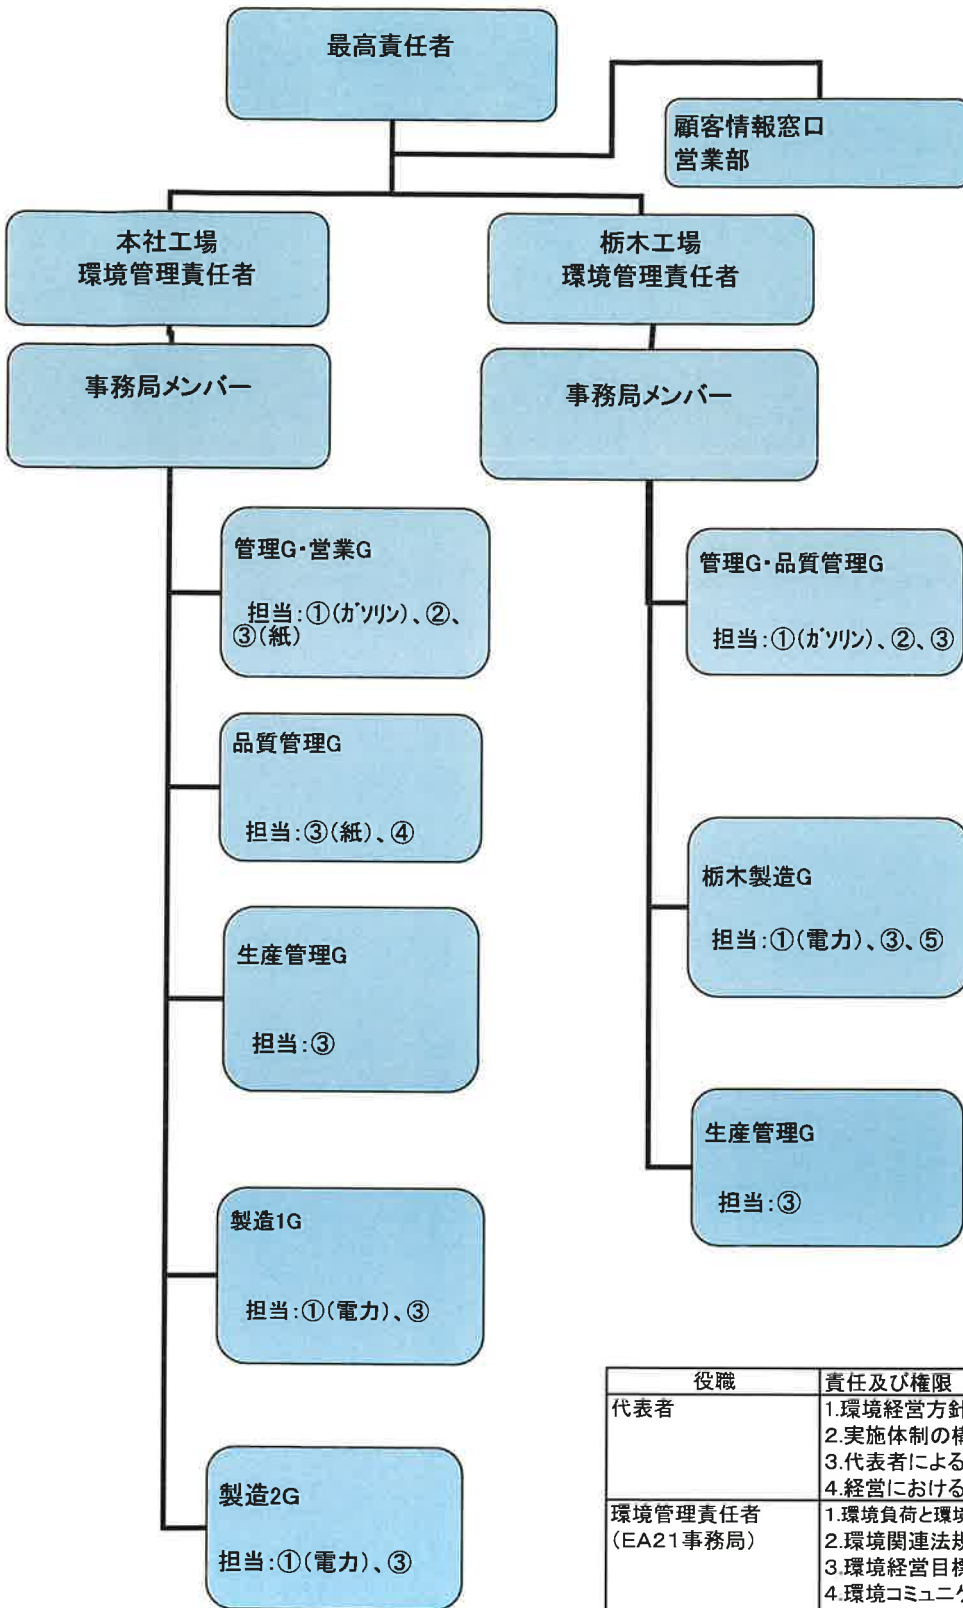 最高責任者
顧客情報窓口
営業部
本社工場
環境管理責任者
栃木工場
環境管理責任者
事務局メンバー
事務局メンバー
管理G・営業G
担当:①(ガソリン)、②、
③(紙)
管理G・品質管理G
担当:①(ガソリン)、②、③
品質管理G
担当:③(紙)、④
栃木製造G
担当:①(電力)、③、⑤
生産管理G
担当:③
生産管理G
担当:③
製造1G
担当:①(電力)、③
製造2G
担当:①(電力)、③
役職
責任及び権限
代表者
1.環境経営方針
2.実施体制の構
3.代表者による
4.経営における
環境管理責任者
(EA21事務局)
1.環境負荷と環境
2.環境関連法規
3.環境経営目標
4.環境コミュニケ